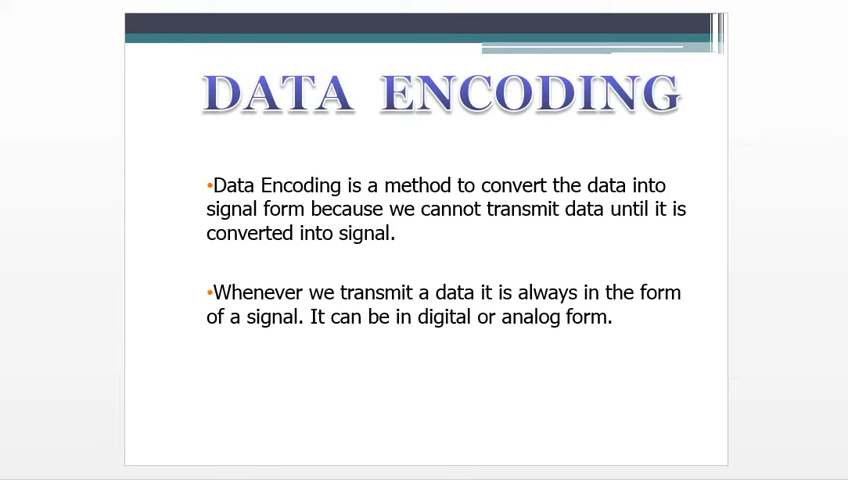 DATA ENCODING
•Data Encoding is a method to convert the data into
signal form because we cannot transmit data until it is
converted into signal.
•Whenever we transmit a data it is always in the form
of a signal. It can be in digital or analog form.